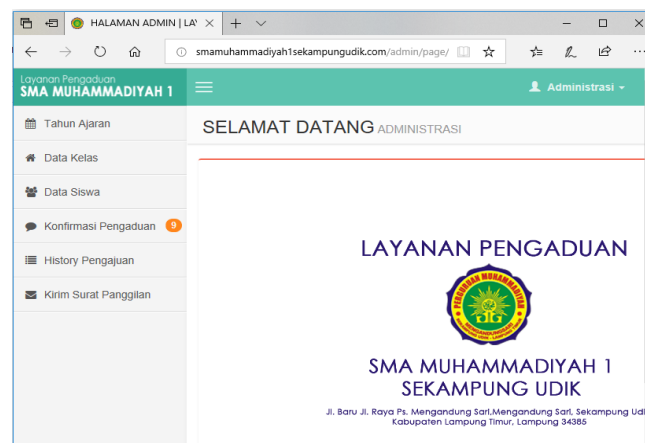 HALAMAN ADMIN | LA
smamuhammadiyah1sekampungudik.com/admin/page/
Layanan Pengaduan
SMA MUHAMMADIYAH 1
Administrasi
Tahun Ajaran
SELAMAT DATANG ADMINISTRASI
Data Kelas
Data Siswa
Konfirmasi Pengaduan 9
History Pengajuan
Kirim Surat Panggilan
LAYANAN PENGADUAN
PERGURUAN MUHAMMADIYAH
SMA MUHAMMADIYAH 1
SEKAMPUNG UDIK
Jl. Baru Jl. Raya Ps. Mengandung Sari,Mengandung Sari, Sekampung Udi
Kabupaten Lampung Timur, Lampung 34385